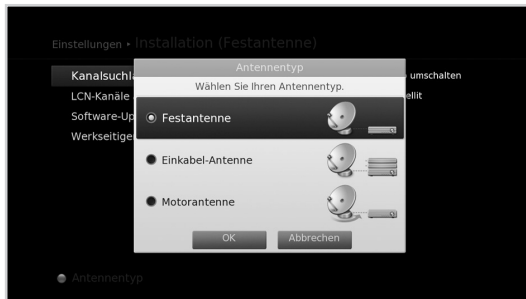 Einstellungen ▸ Installation (Festantenne)
Antennentyp
Wählen Sie Ihren Antennentyp.
Kanalsuchl
umschalten
LCN-Kanäle
ellit
Software-Up
Werkseitige
Festantenne
Einkabel-Antenne
Motorantenne
OK Abbrechen
Antennentyp